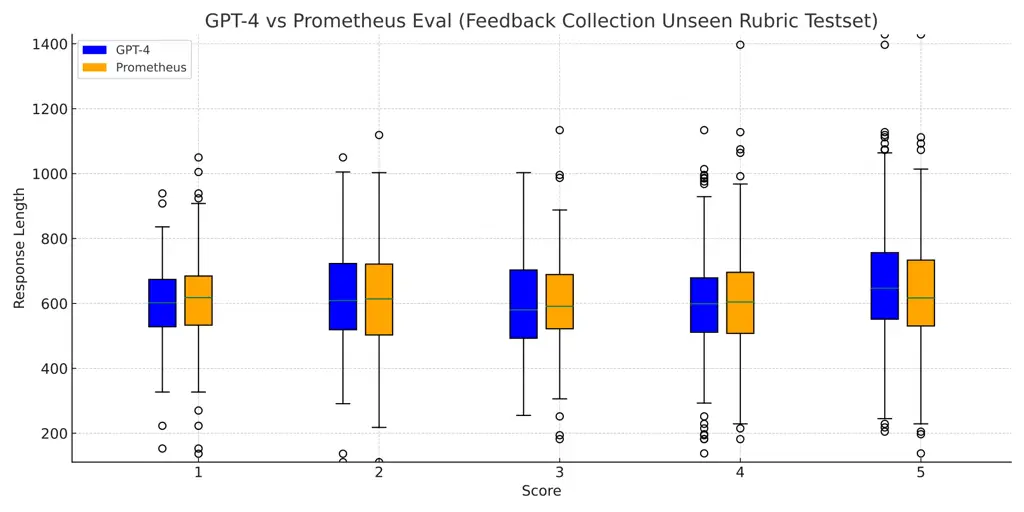 GPT-4 vs Prometheus Eval (Feedback Collection Unseen Rubric Testset)
GPT-4
Prometheus
1400
1200
1000
800
600
400
200
Response Length
1 2 3 4 5
Score